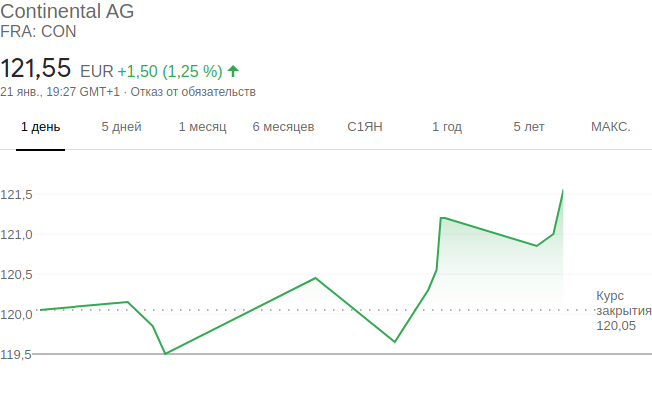 Continental AG
FRA: CON
121,55 EUR +1,50 (1,25 %)
21 янв., 19:27 GMT+1 · Отказ от обязательств
1 день 5 дней 1 месяц 6 месяцев С1ЯН 1 год 5 лет МАКС.
121,5
121,0
120,5
120,0
119,5
Курс
закрытия
120,05